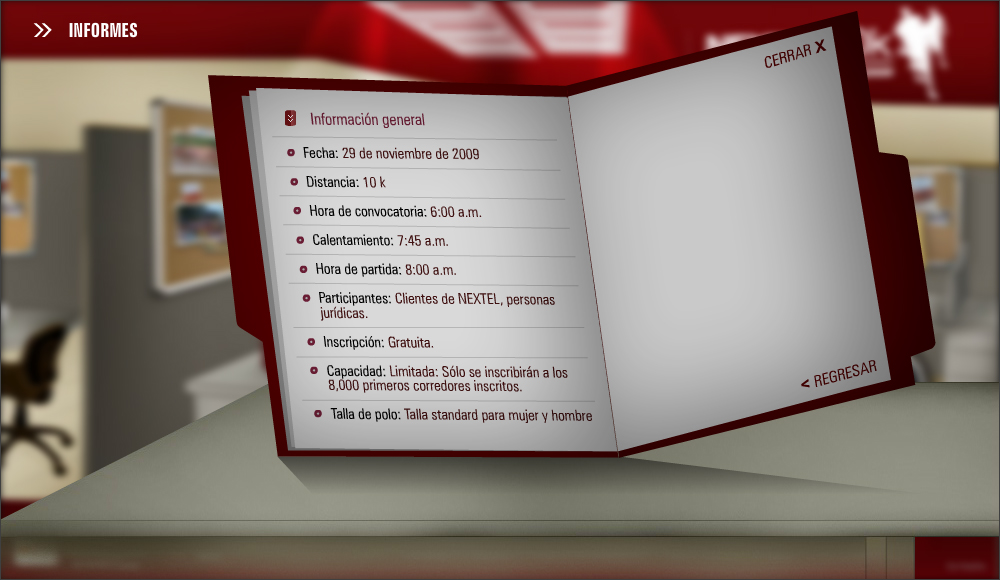 INFORMES
CERRAR X
Información general
Fecha: 29 de noviembre de 2009
Distancia: 10 k
Hora de convocatoria: 6:00 a.m.
Calentamiento: 7:45 a.m.
Hora de partida: 8:00 a.m.
Participantes: Clientes de NEXTEL, personas
jurídicas.
Inscripción: Gratuita.
Capacidad: Limitada: Sólo se inscribirán a los
8,000 primeros corredores inscritos.
Talla de polo: Talla standard para mujer y hombre
< REGRESAR